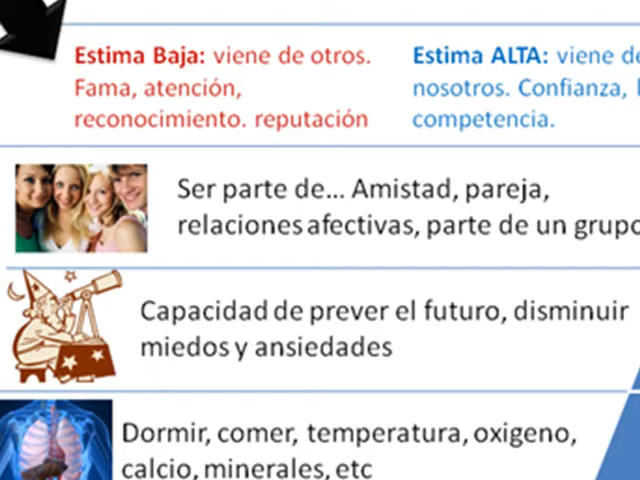 Estima Baja: viene de otros.
Fama, atención,
reconocimiento. reputación
Estima ALTA: viene de
nosotros. Confianza,
competencia.
Ser parte de... Amistad, pareja,
relaciones afectivas, parte de un grupo
Capacidad de prever el futuro, disminuir
miedos y ansiedades
Dormir, comer, temperatura, oxigeno,
calcio, minerales, etc